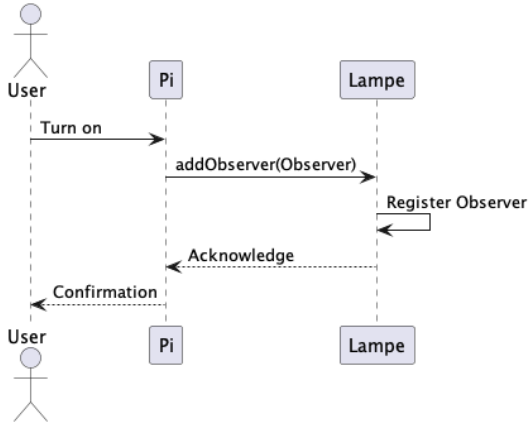 User
Pi
Lampe
Turn on
addObserver(Observer)
Register Observer
Acknowledge
Confirmation
User
Pi
Lampe